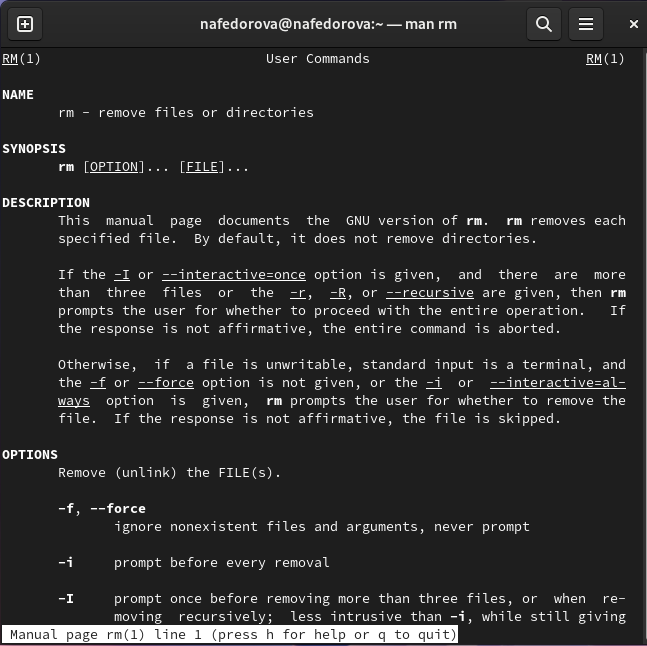 nafedorova@nafedorova:~ — man rm
RM(1) User Commands RM(1)
NAME
rm - remove files or directories
SYNOPSIS
rm [OPTION]... [FILE]...
DESCRIPTION
This manual page documents the GNU version of rm. rm removes each
specified file. By default, it does not remove directories.
If the -I or --interactive=once option is given, and there are more
than three files or the -r, -R, or --recursive are given, then rm
prompts the user for whether to proceed with the entire operation. If
the response is not affirmative, the entire command is aborted.
Otherwise, if a file is unwritable, standard input is a terminal, and
the -f or --force option is not given, or the -i or --interactive=al-
ways option is given, rm prompts the user for whether to remove the
file. If the response is not affirmative, the file is skipped.
OPTIONS
Remove (unlink) the FILE(s).
-f, --force
ignore nonexistent files and arguments, never prompt
-i prompt before every removal
-I prompt once before removing more than three files, or when re-
moving recursively; less intrusive than -i, while still giving
Manual page rm(1) line 1 (press h for help or q to quit)